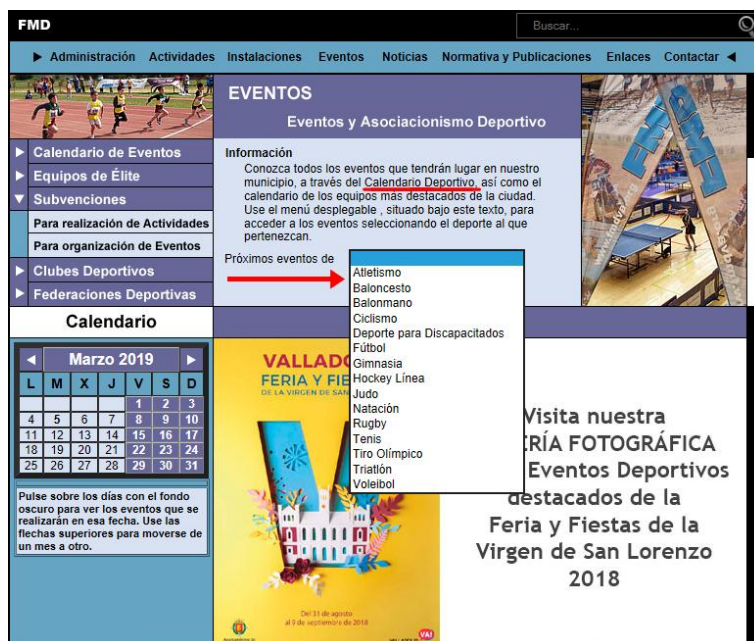 FMD
Buscar...
Administración Actividades Instalaciones Eventos Noticias Normativa y Publicaciones Enlaces Contactar
EVENTOS
Eventos y Asociacionismo Deportivo
Calendario de Eventos
Equipos de Élite
Subvenciones
Para realización de Actividades
Para organización de Eventos
Clubes Deportivos
Federaciones Deportivas
Información
Conozca todos los eventos que tendrán lugar en nuestro
municipio, a través del Calendario Deportivo, así como el
calendario de los equipos más destacados de la ciudad.
Use el menú desplegable , situado bajo este texto, para
acceder a los eventos seleccionando el deporte al que
pertenezcan.
Próximos eventos de
Atletismo
Baloncesto
Balonmano
Ciclismo
Deporte para Discapacitados
Fútbol
Gimnasia
Hockey Línea
Judo
Natación
Rugby
Tenis
Tiro Olímpico
Triatlón
Voleibol
Calendario
Marzo 2019
L M X J V S D
1 2 3
4 5 6 7 8 9 10
11 12 13 14 15 16 17
18 19 20 21 22 23 24
25 26 27 28 29 30 31
Pulse sobre los días con el fondo
oscuro para ver los eventos que se
realizarán en esa fecha. Use las
flechas superiores para moverse de
un mes a otro.
FERIA Y
DE LA VIRGEN DE SAN
Del 31 de agosto
al 9 de septiembre de 2018
Visita nuestra
FOTOGRÁFICA
Eventos Deportivos
destacados de la
Feria y Fiestas de la
Virgen de San Lorenzo
2018